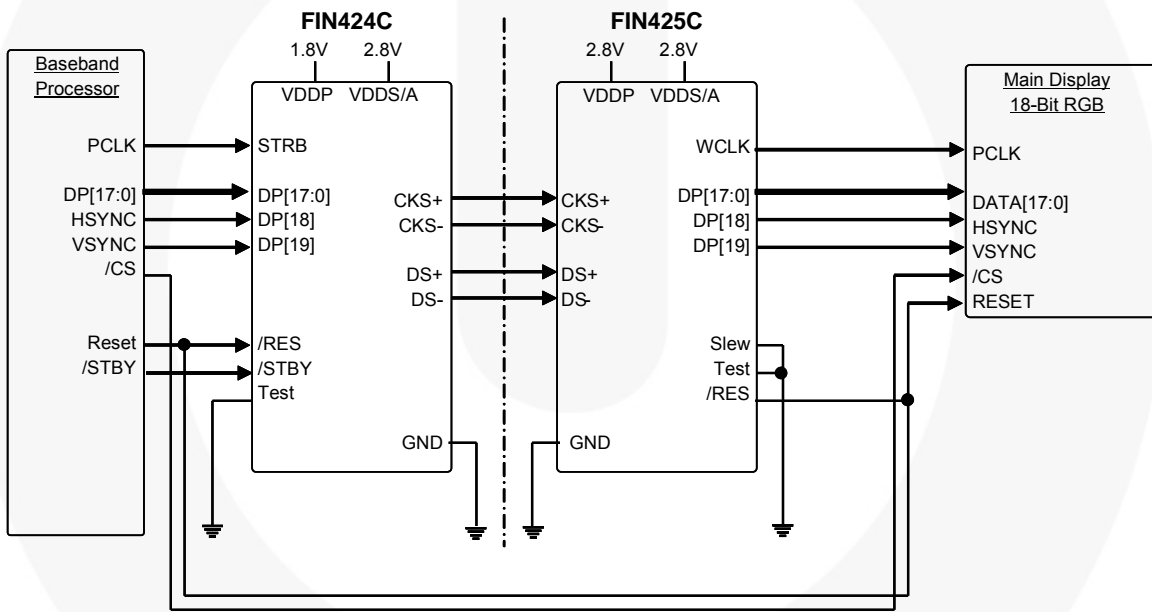 FIN424C
FIN425C
1.8V 2.8V
2.8V 2.8V
Baseband
Processor
VDDP VDDS/A
VDDP VDDS/A
Main Display
18-Bit RGB
PCLK
STRB
WCLK
PCLK
DP[17:0]
DP[17:0]
CKS+
CKS+
DP[17:0]
DATA[17:0]
HSYNC
DP[18]
CKS-
CKS-
DP[18]
HSYNC
VSYNC
DP[19]
DP[19]
VSYNC
/CS
DS+
DS+
/CS
DS-
DS-
RESET
Reset
/RES
Slew
/STBY
/STBY
Test
Test
/RES
GND
GND